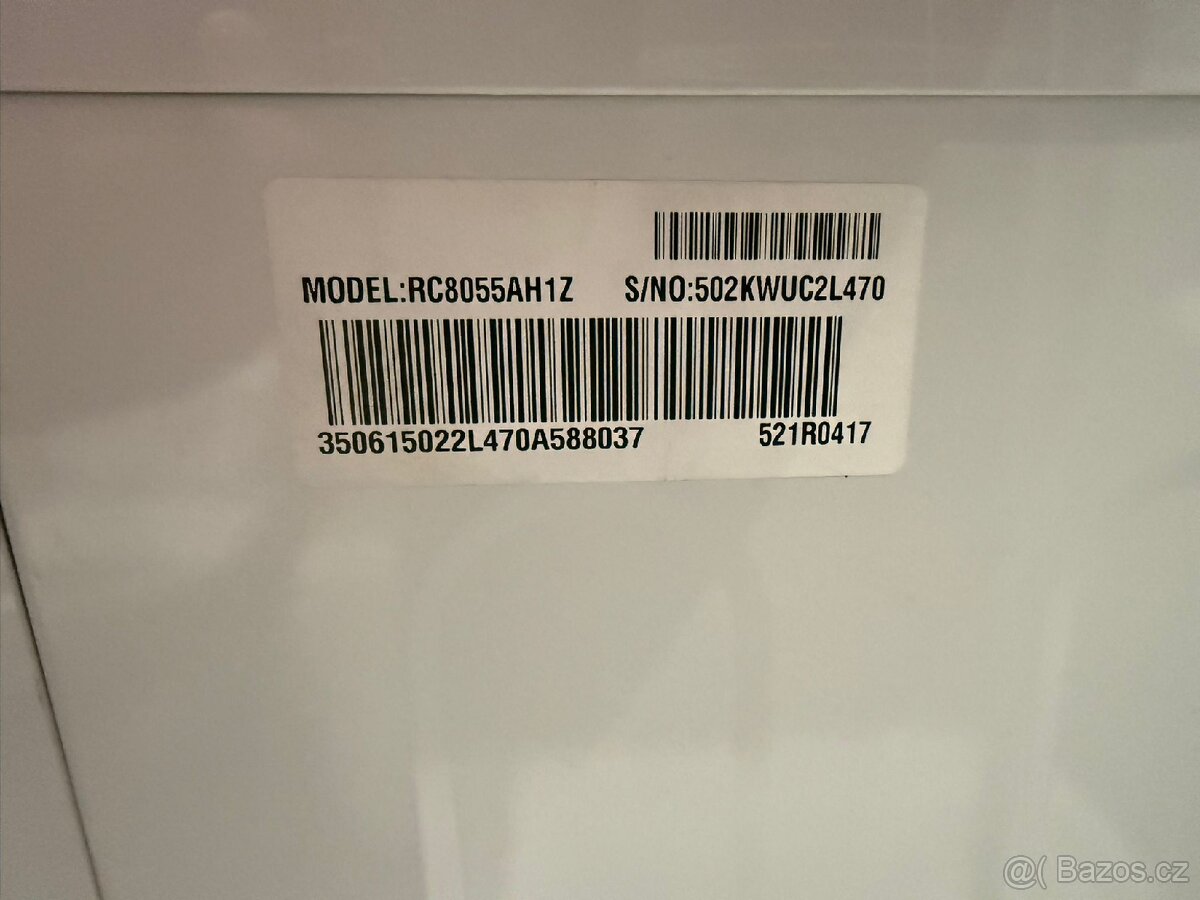 MODEL:RC8055AH1Z S/NO:502KWUC2L470
350615022L470A588037 521R0417
@( Bazos.cz